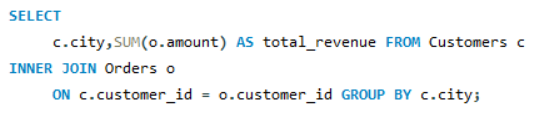 SELECT
c.city,SUM(o.amount) AS total_revenue FROM Customers c
INNER JOIN Orders o
ON c.customer_id = o.customer_id GROUP BY c.city;